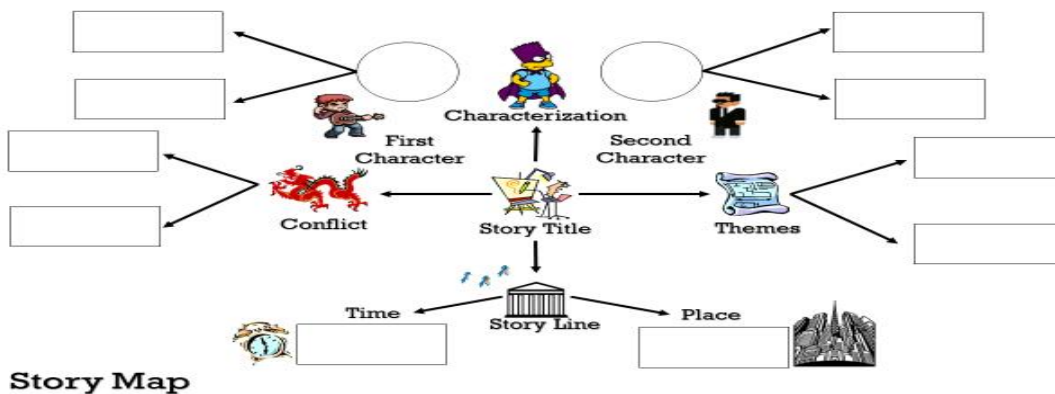 Characterization
First
Character
Second
Character
Conflict
Story Title
Themes
Time
Story Line
Place
Story Map